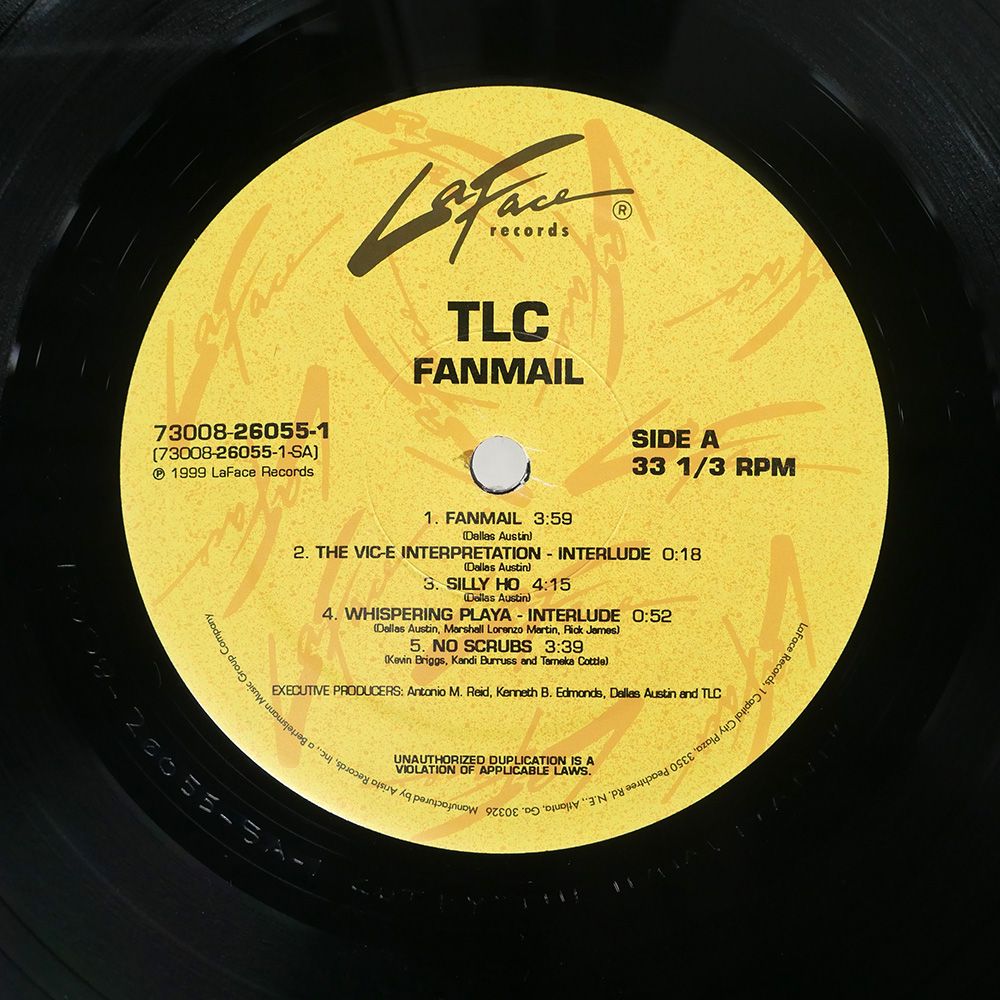 LaFace
records ®
TLC
FANMAIL
73008-26055-1
(73008-26055-1-SA)
℗ 1999 LaFace Records
SIDE A
33 1/3 RPM
1. FANMAIL 3:59
(Dallas Austin)
2. THE VIC-E INTERPRETATION - INTERLUDE 0:18
(Dallas Austin)
3. SILLY HO 4:15
(Dallas Austin)
4. WHISPERING PLAYA - INTERLUDE 0:52
(Dallas Austin, Marshall Lorenzo Martin, Rick James)
5. NO SCRUBS 3:39
(Kevin Briggs, Kandi Burruss and Tameka Cottle)
EXECUTIVE PRODUCERS: Antonio M. Reid, Kenneth B. Edmonds, Dallas Austin and TLC
UNAUTHORIZED DUPLICATION IS A
VIOLATION OF APPLICABLE LAWS.
LaFace Records, 1 Capital City Plaza, 3350 Peachtree Rd. N.E., Atlanta, Ga. 30326 Manufactured by Arista Records, Inc., a Bertelsmann Music Group Company